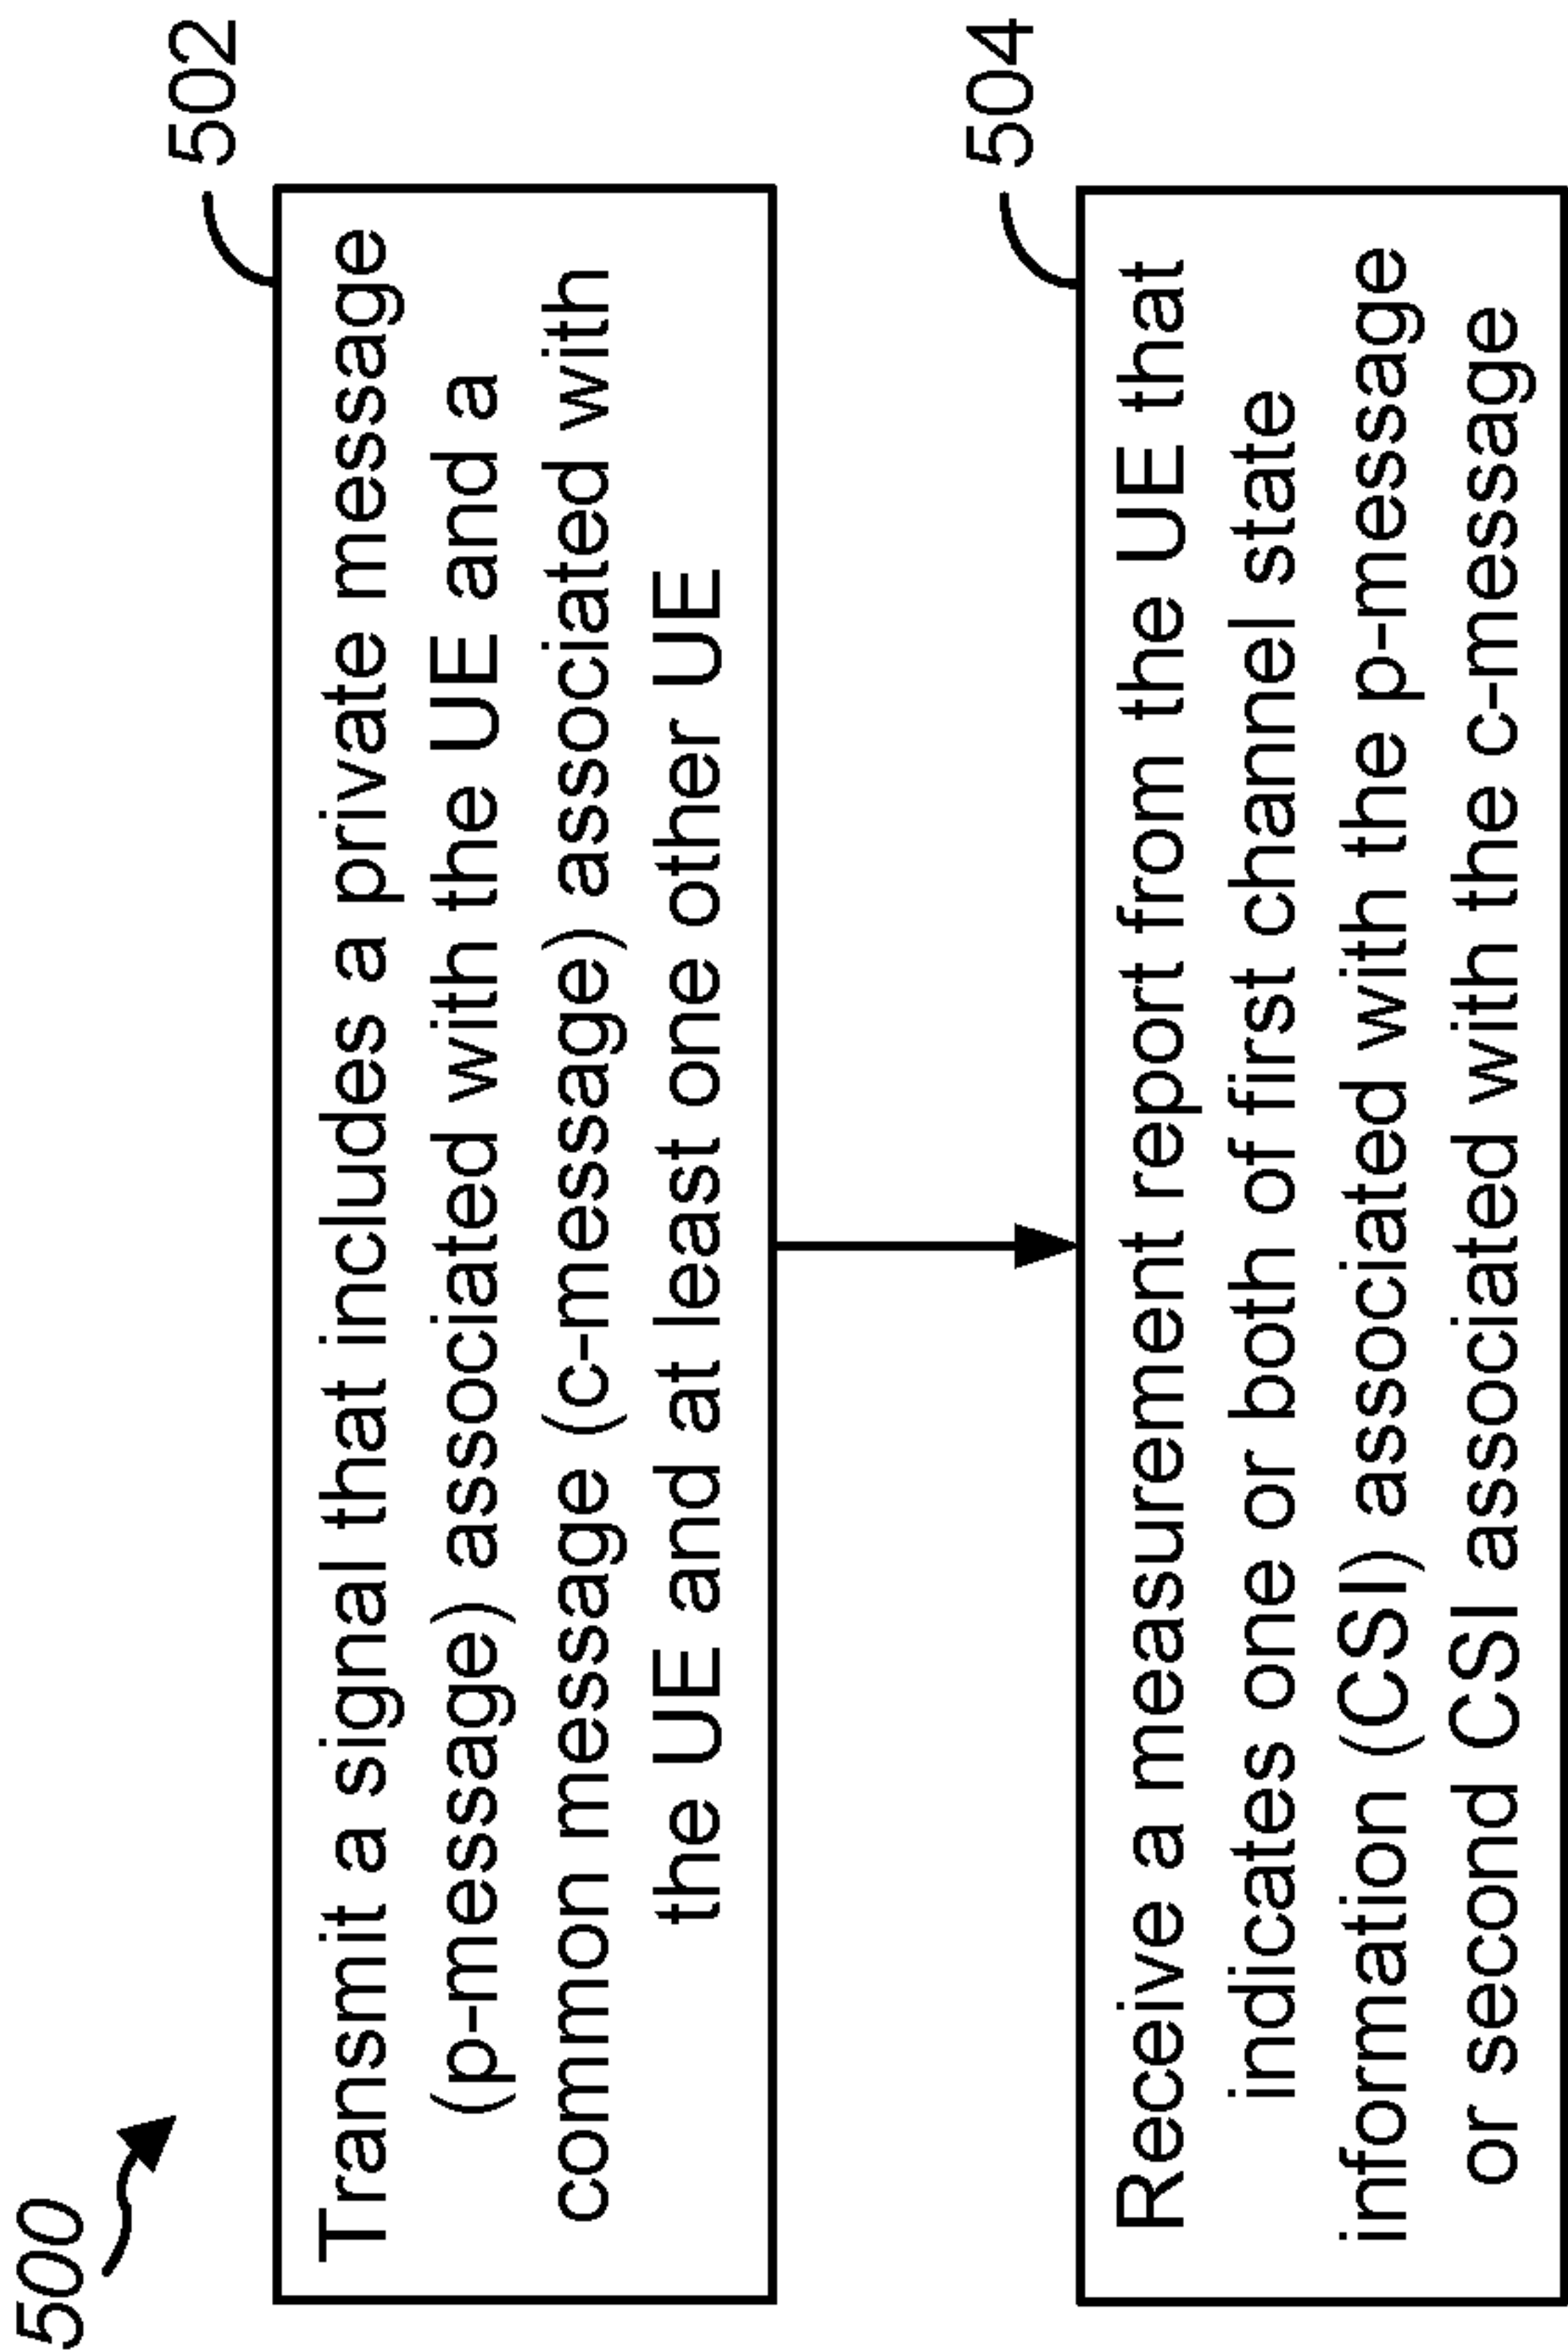 500
502
Transmit a signal that includes a private message
(p-message) associated with the UE and a
common message (c-message) associated with
the UE and at least one other UE
504
Receive a measurement report from the UE that
indicates one or both of first channel state
information (CSI) associated with the p-message
or second CSI associated with the c-message